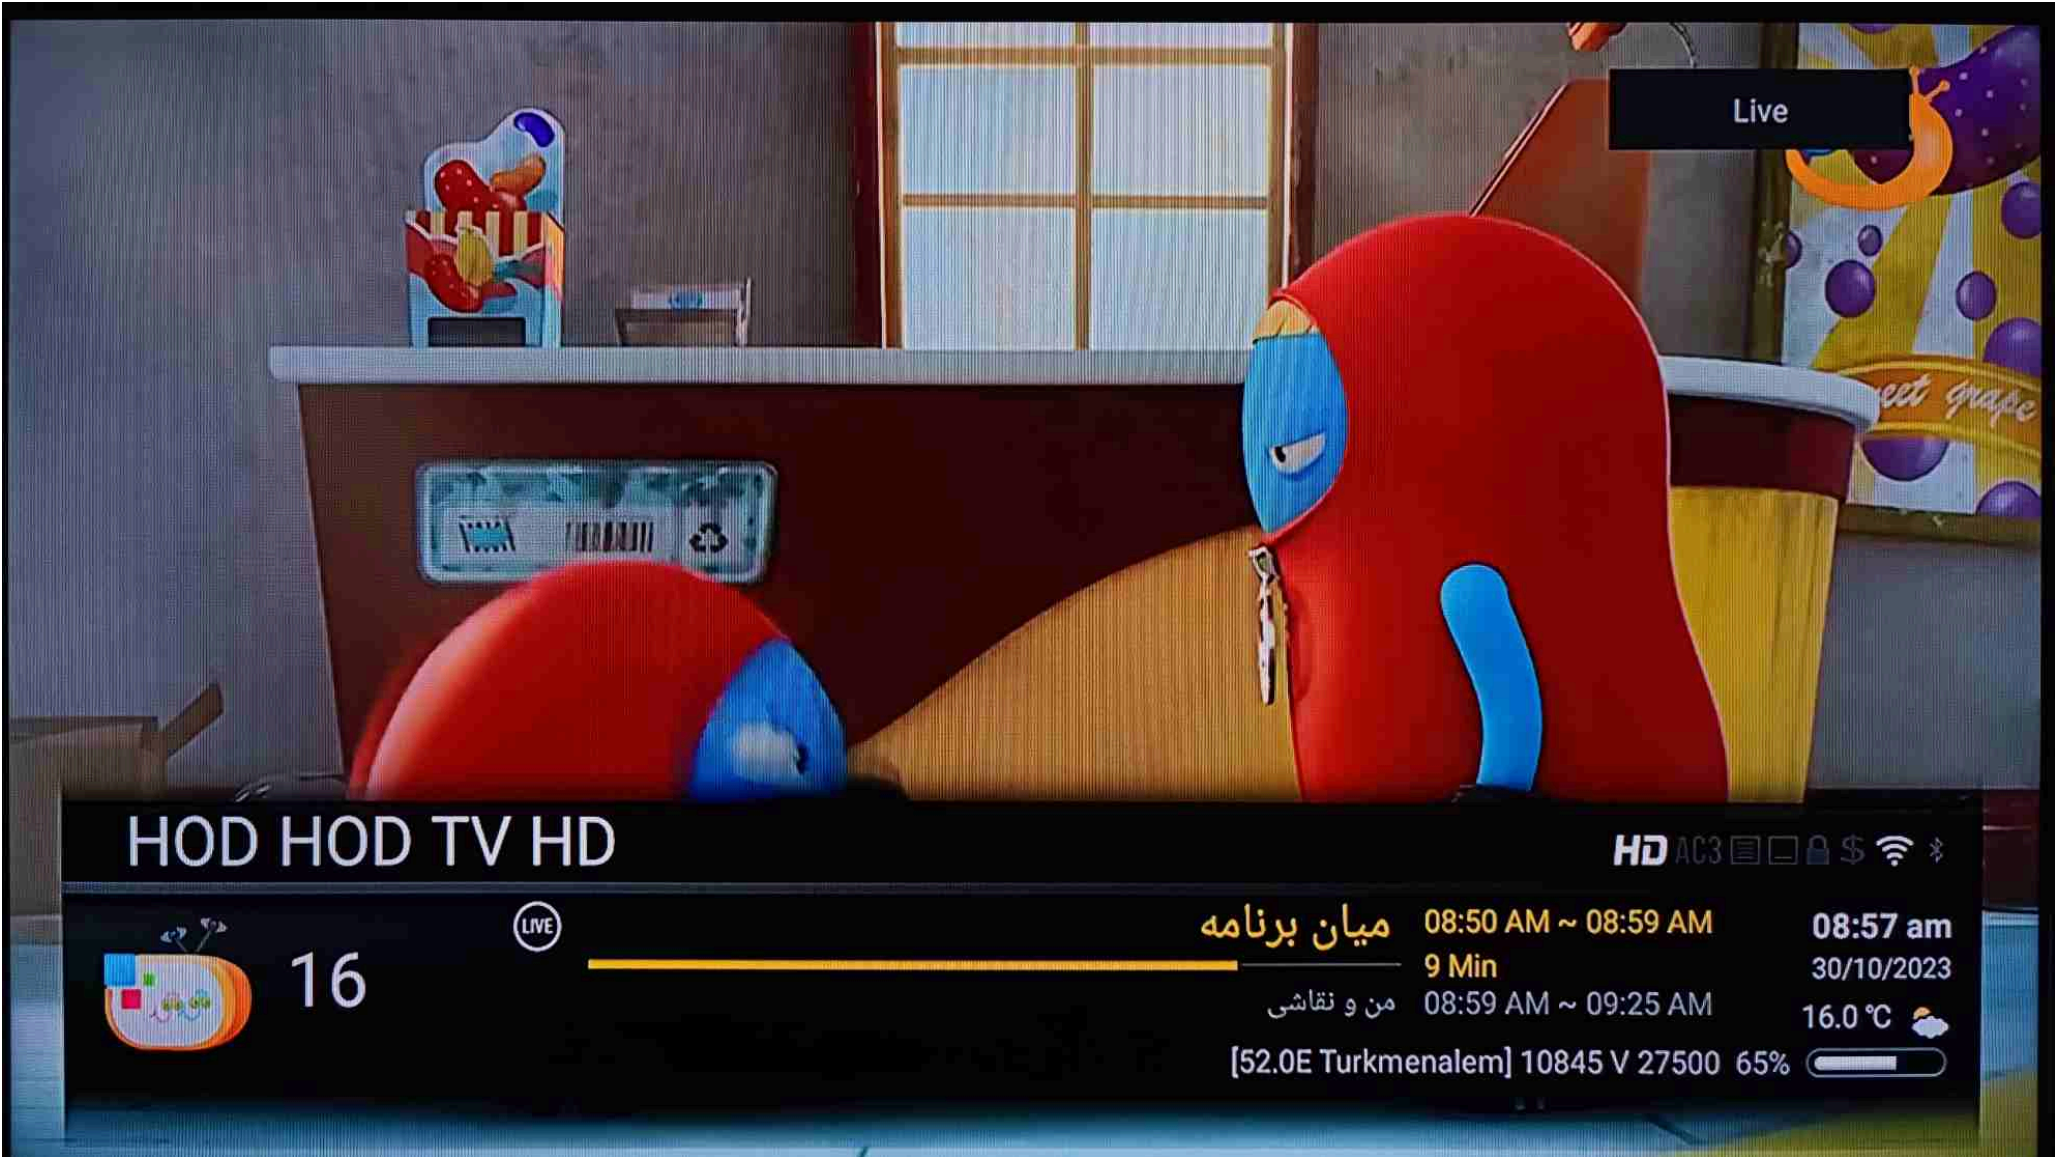 Live
eet grape
HOD HOD TV HD
HD AC3 $
LIVE
میان برنامه 08:50 AM ~ 08:59 AM
08:57 am
16
9 Min
30/10/2023
من و نقاشی 08:59 AM ~ 09:25 AM
16.0 °C
[52.0E Turkmenalem] 10845 V 27500 65%